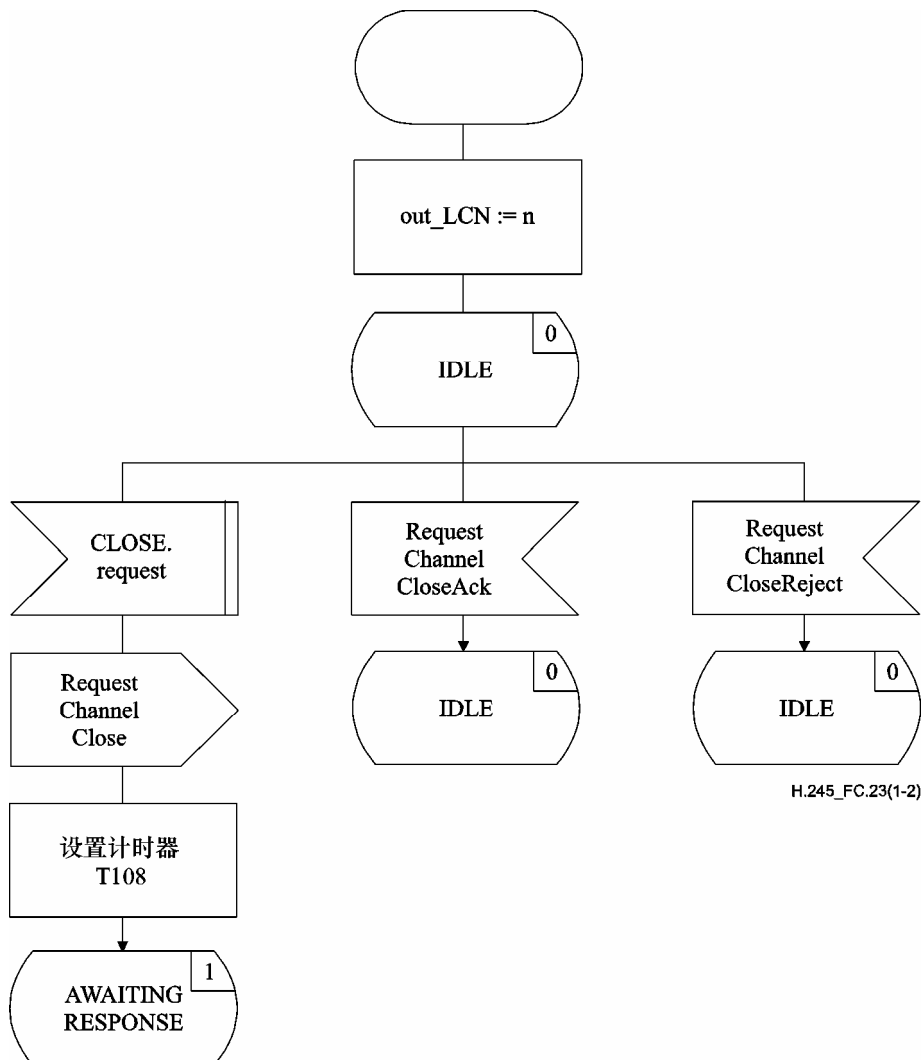 out_LCN := n
0
IDLE
CLOSE.
request
Request
Channel
CloseAck
Request
Channel
CloseReject
Request
Channel
Close
0
IDLE
0
IDLE
H.245_FC.23(1-2)
设置计时器
T108
1
AWAITING
RESPONSE